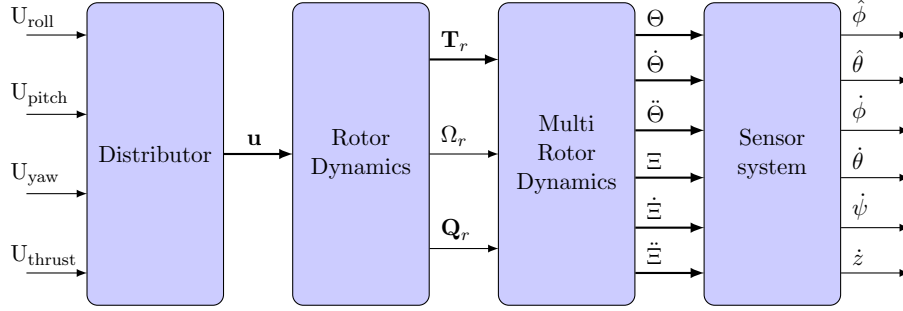 U_roll
U_pitch
U_yaw
U_thrust
Distributor
u
Rotor
Dynamics
T_r
Ω_r
Q_r
Multi
Rotor
Dynamics
Θ
Θ̇
Θ̈
Ξ
Ξ̇
Ξ̈
Sensor
system
ϕ̂
θ̂
ϕ̇
θ̇
ψ̇
ż